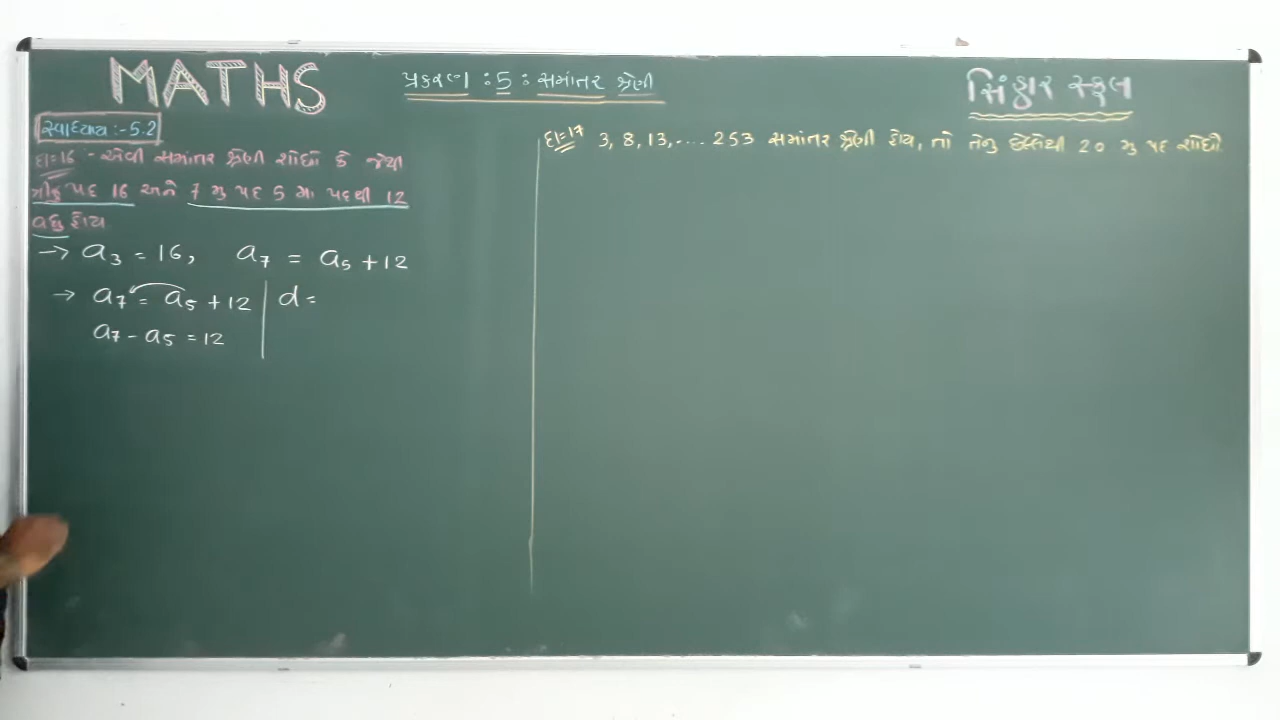 MATHS
પ્રકરણ : 5 : સમાંતર શ્રેણી
સ્વાધ્યાય :- 5.2
દા=16 - એવી સમાંતર શ્રેણી શોધો કે જેથી
ત્રીજુ પદ 16 અને 7 મુ પદ 5 મા પદથી 12
વધુ હોય
→ a₃ = 16, a₇ = a₅ + 12
→ a₇ = a₅ + 12
a₇ - a₅ = 12
d =
દા=17 3, 8, 13, .... 253 સમાંતર શ્રેણી હોય, તો તેનુ છેલ્લેથી 20 મુ પદ શોધો
સ્કુલ